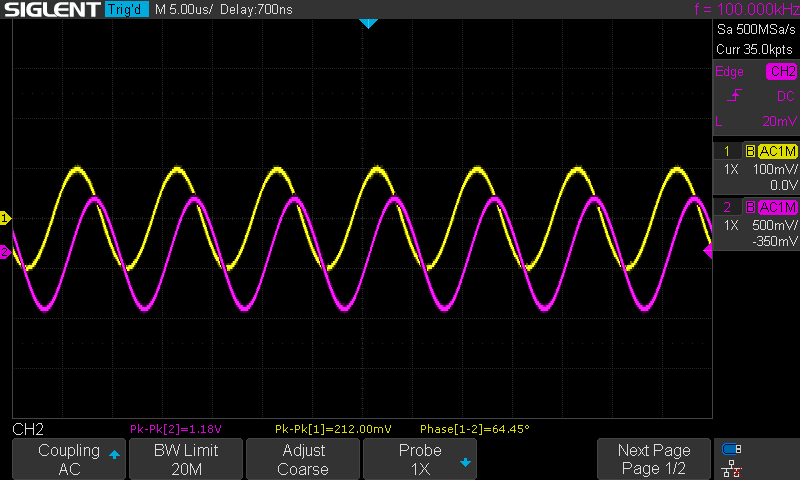 SIGLENT Trig'd M 5.00us/ Delay:700ns f = 100.000kHz
Sa 500MSa/s
Curr 35.0kpts
Edge CH2
DC
L 20mV
1 B AC1M
1X 100mV/
0.0V
2 B AC1M
1X 500mV/
-350mV
1
2
CH2 Pk-Pk[2]=1.18V Pk-Pk[1]=212.00mV Phase[1-2]=64.45°
Coupling
AC
BW Limit
20M
Adjust
Coarse
Probe
1X
Next Page
Page 1/2